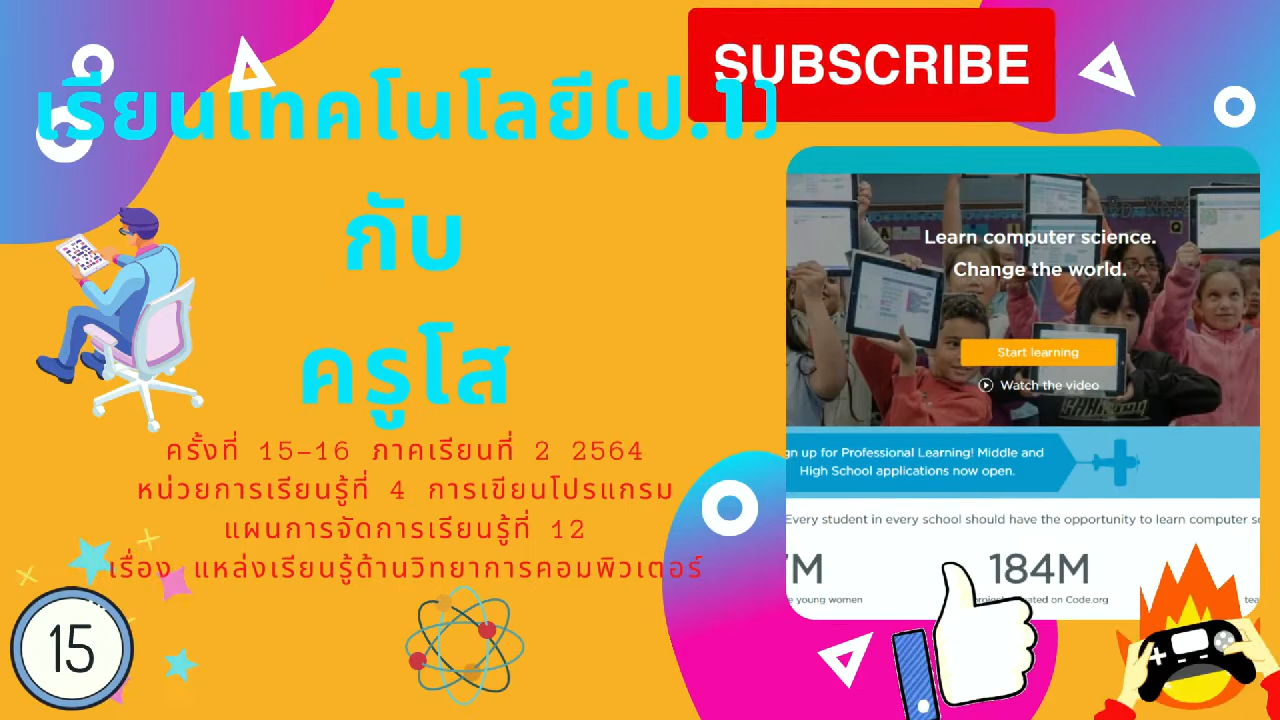 SUBSCRIBE
เรียนเทคโนโลยี(ป.1)
กับ
ครูโส
ครั้งที่ 15-16 ภาคเรียนที่ 2 2564
หน่วยการเรียนรู้ที่ 4 การเขียนโปรแกรม
แผนการจัดการเรียนรู้ที่ 12
เรื่อง แหล่งเรียนรู้ด้านวิทยาการคอมพิวเตอร์
15
Learn computer science.
Change the world.
Start learning
Watch the video
up for Professional Learning! Middle and
High School applications now open.
Every student in every school should have the opportunity to learn computer
184M
young women
on Code.org